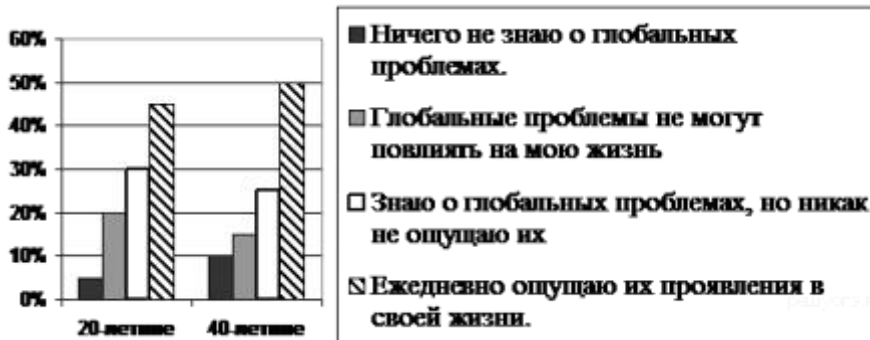 60%
50%
40%
30%
20%
10%
0%
20-летние
40-летние
Ничего не знаю о глобальных
проблемах.
Глобальные проблемы не могут
повлиять на мою жизнь
Знаю о глобальных проблемах, но никак
не ощущаю их
Ежедневно ощущаю их проявления в
своей жизни.